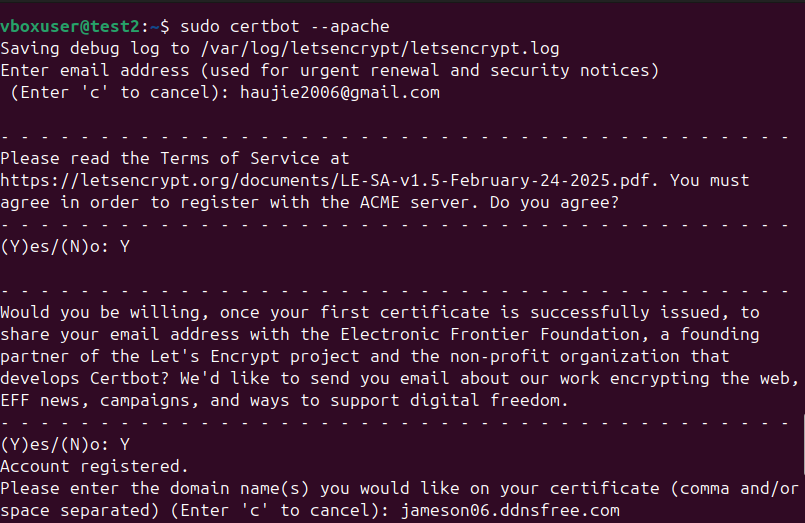 vboxuser@test2:~$ sudo certbot --apache
Saving debug log to /var/log/letsencrypt/letsencrypt.log
Enter email address (used for urgent renewal and security notices)
 (Enter 'c' to cancel): haujie2006@gmail.com

- - - - - - - - - - - - - - - - - - - - - - - - - - - - - - - - - - - - - - - -
Please read the Terms of Service at
https://letsencrypt.org/documents/LE-SA-v1.5-February-24-2025.pdf. You must
agree in order to register with the ACME server. Do you agree?
- - - - - - - - - - - - - - - - - - - - - - - - - - - - - - - - - - - - - - - -
(Y)es/(N)o: Y

- - - - - - - - - - - - - - - - - - - - - - - - - - - - - - - - - - - - - - - -
Would you be willing, once your first certificate is successfully issued, to
share your email address with the Electronic Frontier Foundation, a founding
partner of the Let's Encrypt project and the non-profit organization that
develops Certbot? We'd like to send you email about our work encrypting the web,
EFF news, campaigns, and ways to support digital freedom.
- - - - - - - - - - - - - - - - - - - - - - - - - - - - - - - - - - - - - - - -
(Y)es/(N)o: Y
Account registered.
Please enter the domain name(s) you would like on your certificate (comma and/or
space separated) (Enter 'c' to cancel): jameson06.ddnsfree.com